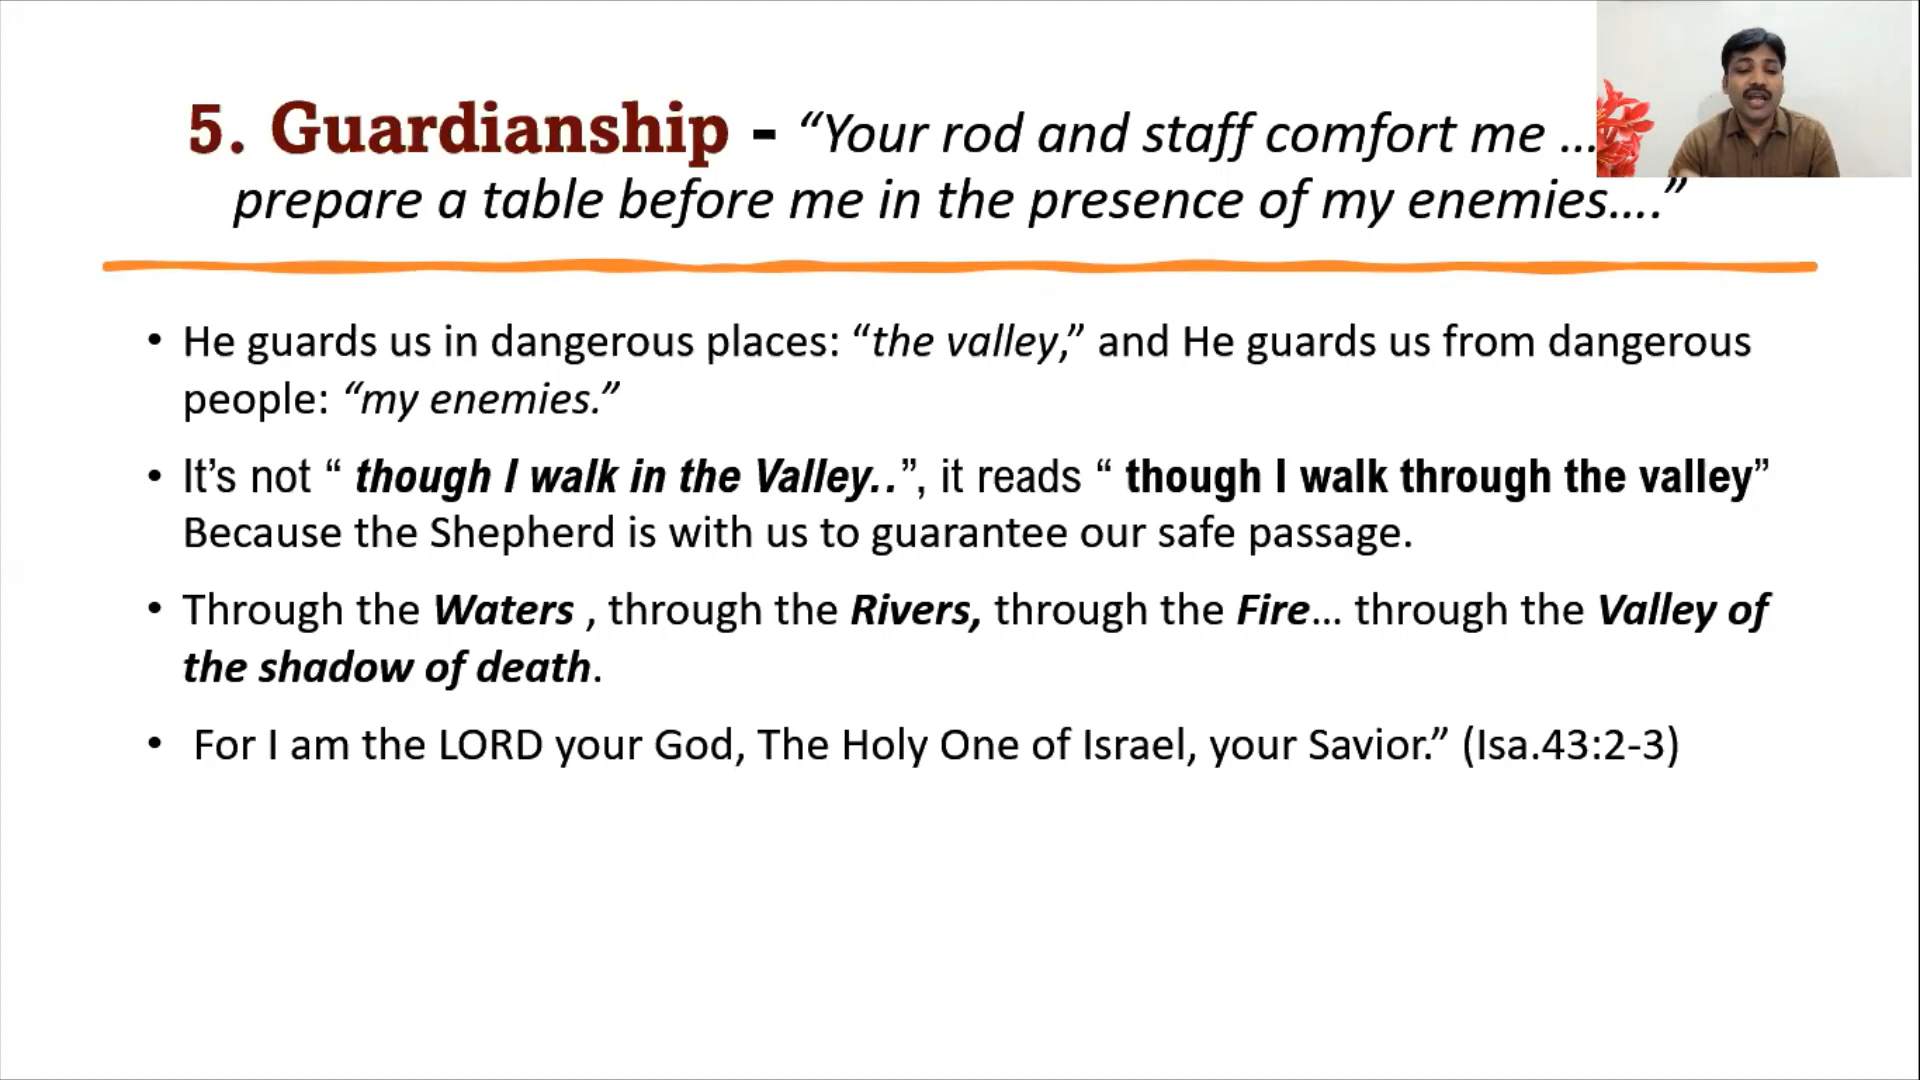 5. Guardianship - “Your rod and staff comfort me ...
prepare a table before me in the presence of my enemies....”
• He guards us in dangerous places: “the valley,” and He guards us from dangerous
people: “my enemies.”
• It’s not “ though I walk in the Valley..”, it reads “ though I walk through the valley”
Because the Shepherd is with us to guarantee our safe passage.
• Through the Waters , through the Rivers, through the Fire... through the Valley of
the shadow of death.
• For I am the LORD your God, The Holy One of Israel, your Savior.” (Isa.43:2-3)